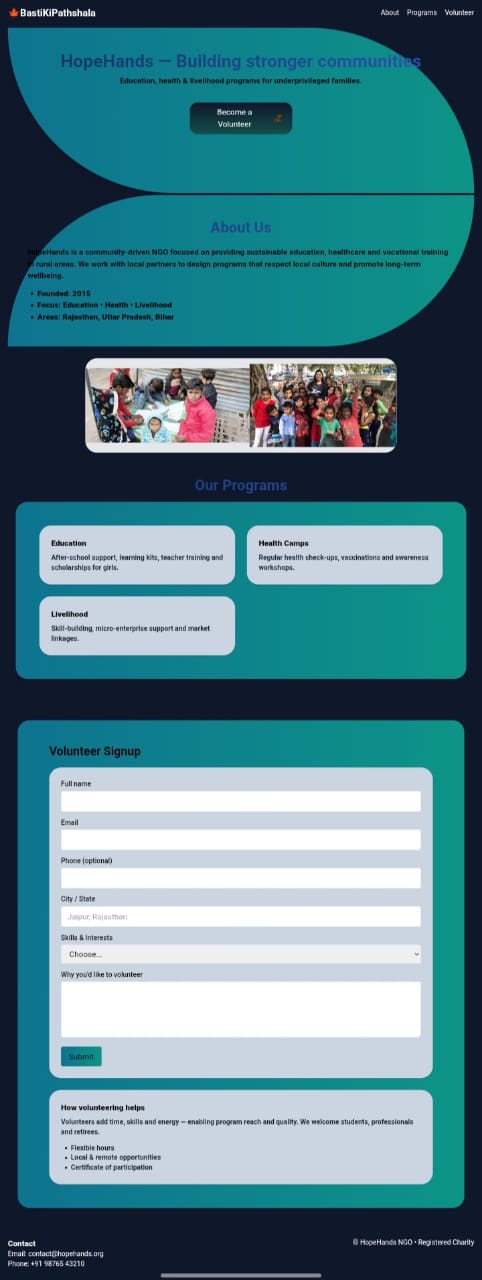 BastiKiPathshala
About Programs Volunteer
HopeHands — Building stronger communities
Education, health & livelihood programs for underprivileged families.
Become a
Volunteer
About Us
HopeHands is a community-driven NGO focused on providing sustainable education, healthcare and vocational training
in rural areas. We work with local partners to design programs that respect local culture and promote long-term
wellbeing.
• Founded: 2015
• Focus: Education • Health • Livelihood
• Areas: Rajasthan, Uttar Pradesh, Bihar
Our Programs
Education
After-school support, learning kits, teacher training and
scholarships for girls.
Health Camps
Regular health check-ups, vaccinations and awareness
workshops.
Livelihood
Skill-building, micro-enterprise support and market
linkages.
Volunteer Signup
Full name
Email
Phone (optional)
City / State
Jaipur, Rajasthan
Skills & Interests
Choose...
Why you'd like to volunteer
Submit
How volunteering helps
Volunteers add time, skills and energy — enabling program reach and quality. We welcome students, professionals
and retirees.
• Flexible hours
• Local & remote opportunities
• Certificate of participation
Contact
Email: contact@hopehands.org
Phone: +91 98765 43210
© HopeHands NGO • Registered Charity